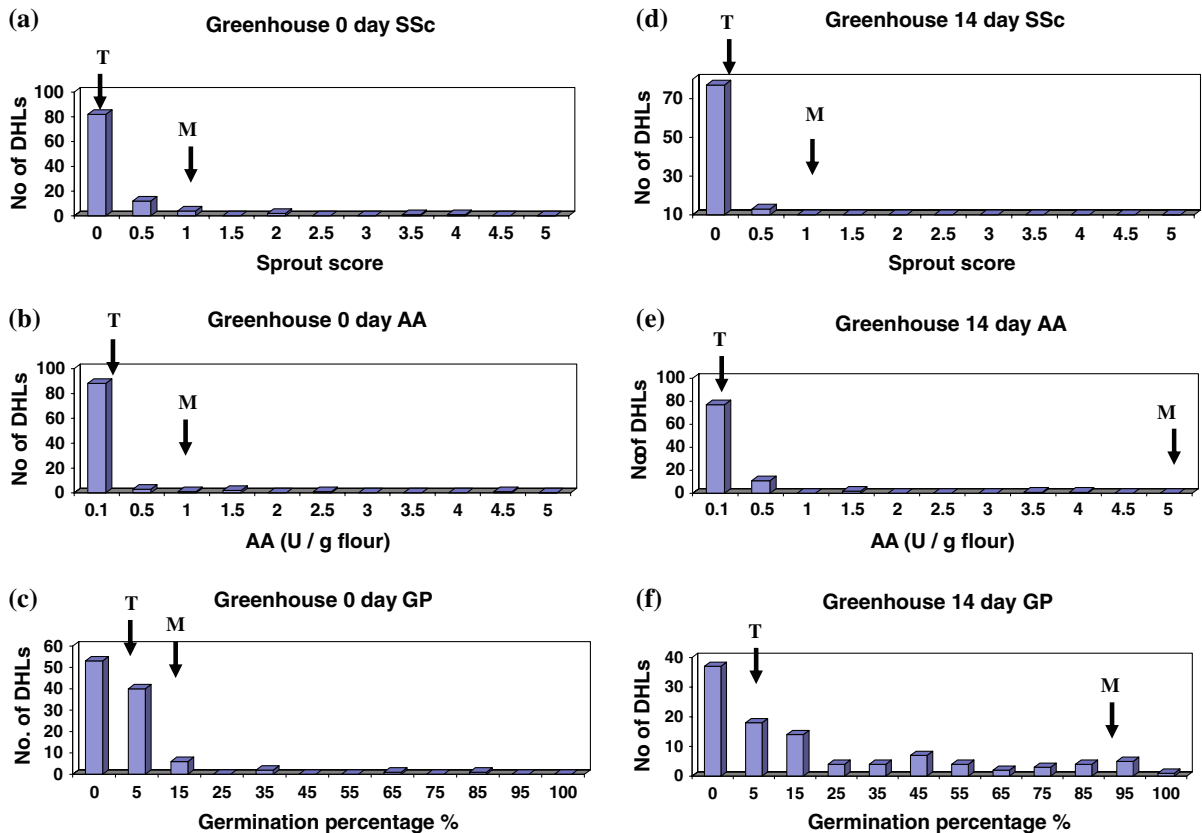 (a)
Greenhouse 0 day SSc
T
M
No of DHLs
100
80
60
40
20
0
0 0.5 1 1.5 2 2.5 3 3.5 4 4.5 5
Sprout score
(d)
Greenhouse 14 day SSc
T
M
No of DHLs
70
50
30
10
0 0.5 1 1.5 2 2.5 3 3.5 4 4.5 5
Sprout score
(b)
Greenhouse 0 day AA
T
M
No of DHLs
100
80
60
40
20
0
0.1 0.5 1 1.5 2 2.5 3 3.5 4 4.5 5
AA (U / g flour)
(e)
Greenhouse 14 day AA
T
M
Noof DHLs
100
80
60
40
20
0
0.1 0.5 1 1.5 2 2.5 3 3.5 4 4.5 5
AA (U / g flour)
(c)
Greenhouse 0 day GP
T
M
No. of DHLs
60
50
40
30
20
10
0
0 5 15 25 35 45 55 65 75 85 95 100
Germination percentage %
(f)
Greenhouse 14 day GP
T
M
No of DHLs
40
30
20
10
0
0 5 15 25 35 45 55 65 75 85 95 100
Germination percentage %